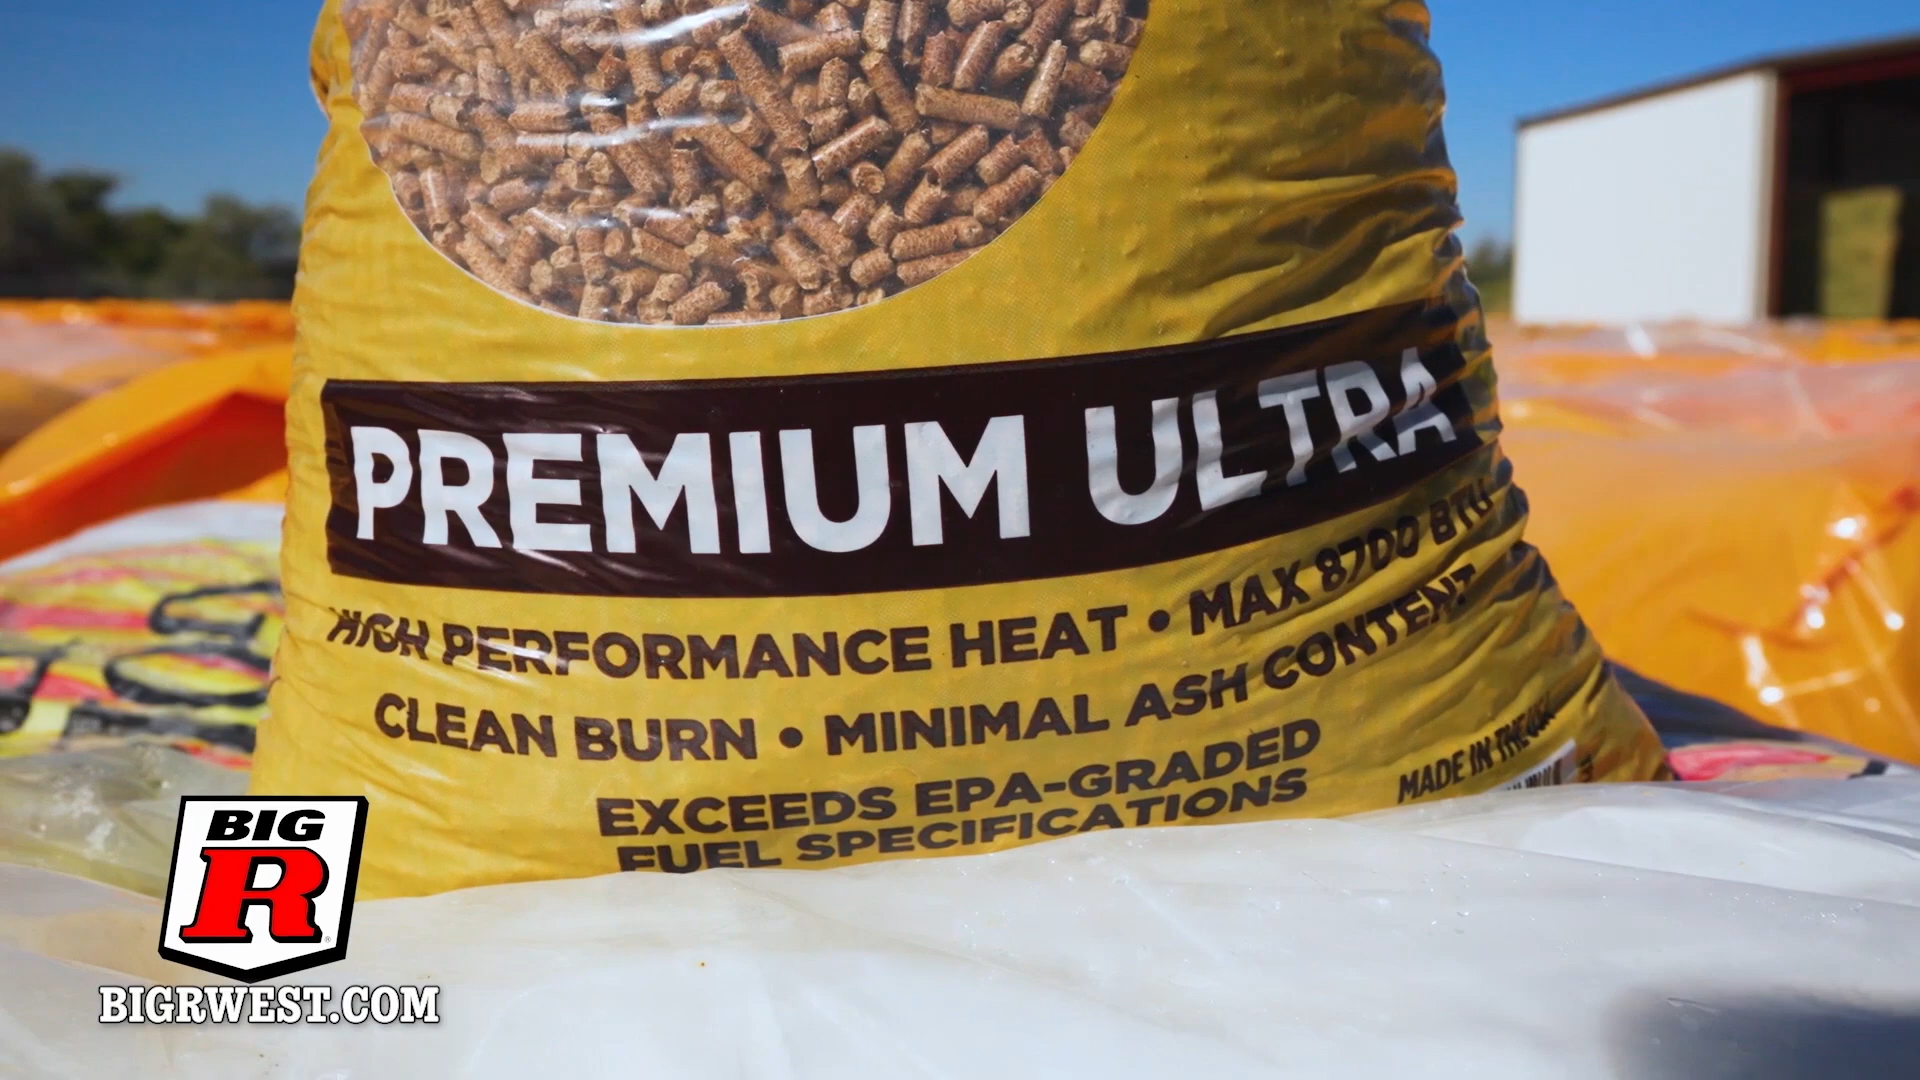 PREMIUM ULTRA
HIGH PERFORMANCE HEAT • MAX 8700 BTU
CLEAN BURN • MINIMAL ASH CONTENT
EXCEEDS EPA-GRADED
FUEL SPECIFICATIONS
MADE IN THE USA
BIG
R
®
BIGRWEST.COM